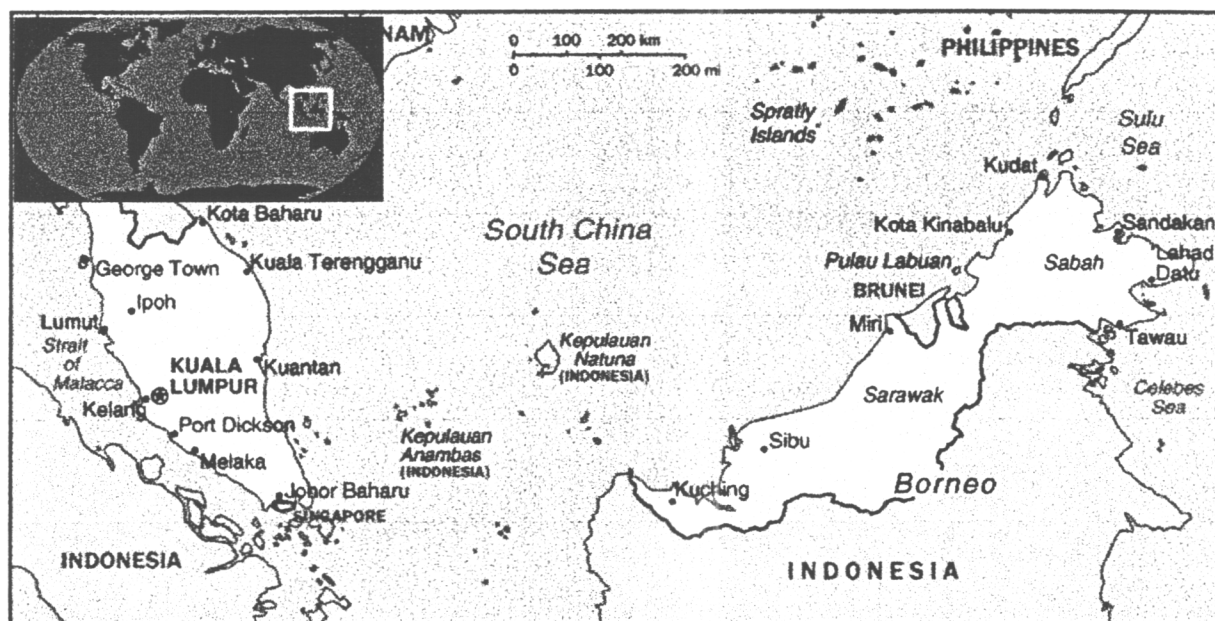 NAM
0 100 200 km
0 100 200 mi
PHILIPPINES
Spratly
Islands
Sulu
Sea
Kudat
Kota Baharu
South China
Sea
Kota Kinabalu
Sandakan
George Town
Kuala Terengganu
Pulau Labuan
Sabah
Lahad
Datu
Ipoh
BRUNEI
Lumut
Miri
Tawau
Strait
of
Malacca
KUALA
LUMPUR
Kuantan
Kepulauan
Natuna
(INDONESIA)
Kelang
Sarawak
Celebes
Sea
Port Dickson
Melaka
Kepulauan
Anambas
(INDONESIA)
Sibu
Johor Baharu
SINGAPORE
Kuching
Borneo
INDONESIA
INDONESIA